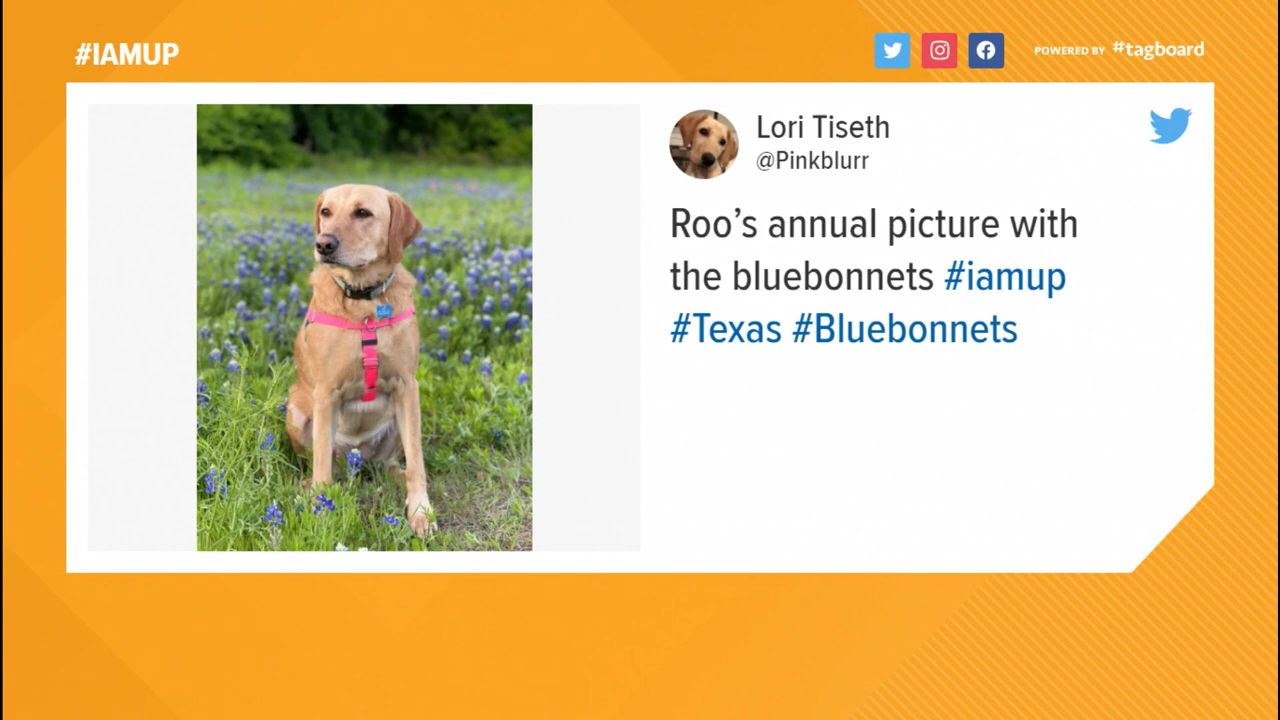 #IAMUP
POWERED BY #tagboard
Lori Tiseth
@Pinkblurr
Roo’s annual picture with
the bluebonnets #iamup
#Texas #Bluebonnets